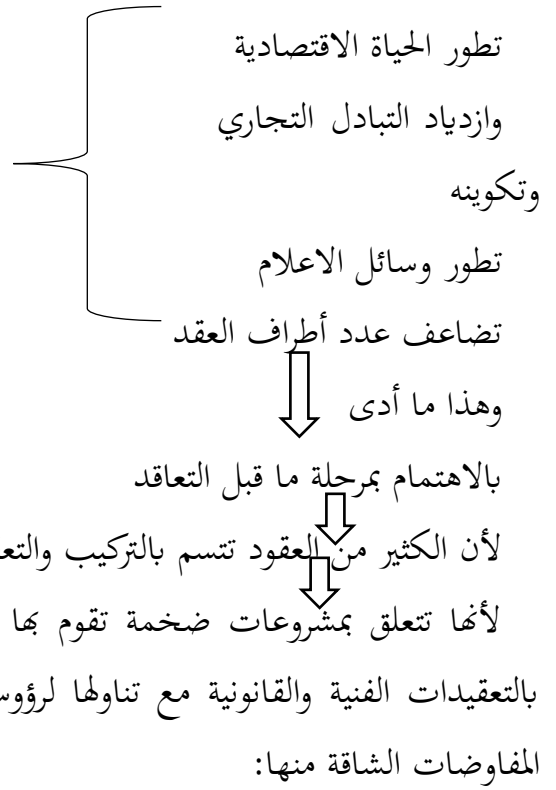 تطور الحياة الاقتصادية
وازدياد التبادل التجاري
وتكوينه
تطور وسائل الاعلام
تضاعف عدد أطراف العقد
وهذا ما أدى
بالاهتمام بمرحلة ما قبل التعاقد
لأن الكثير من العقود تتسم بالتركيب
لأنها تتعلق بمشروعات ضخمة تقوم بها
بالتعقيدات الفنية والقانونية مع تناولها
المفاوضات الشاقة منها: